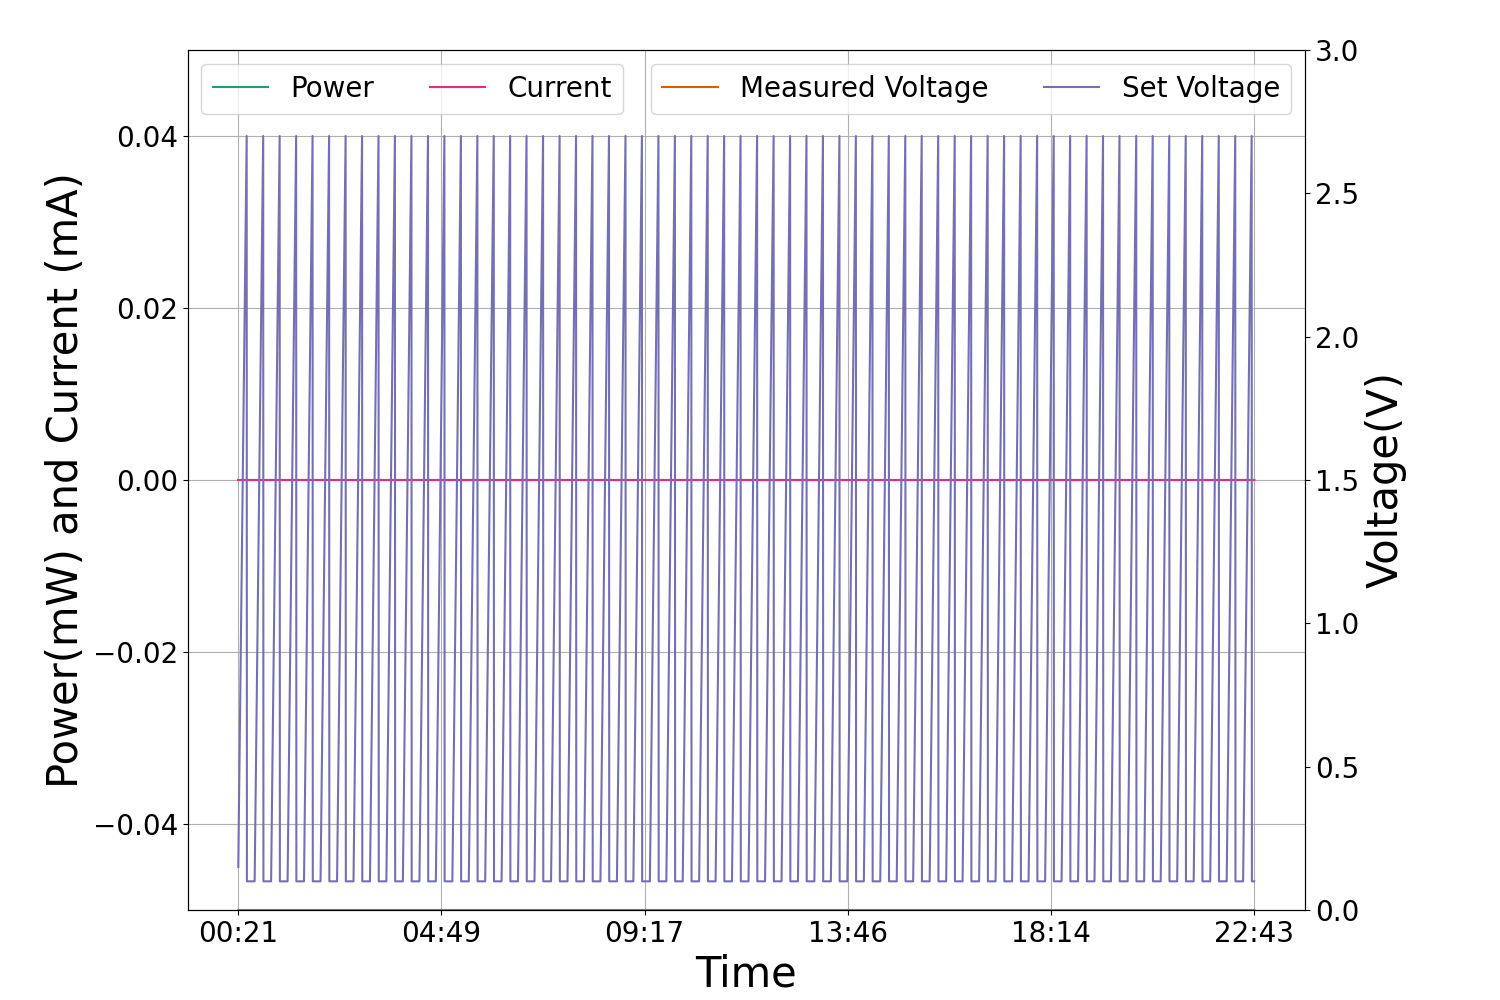 Power Current Measured Voltage Set Voltage
Power(mW) and Current (mA)
0.04
0.02
0.00
−0.02
−0.04
3.0
2.5
2.0
1.5
1.0
0.5
0.0
Voltage(V)
00:21 04:49 09:17 13:46 18:14 22:43
Time